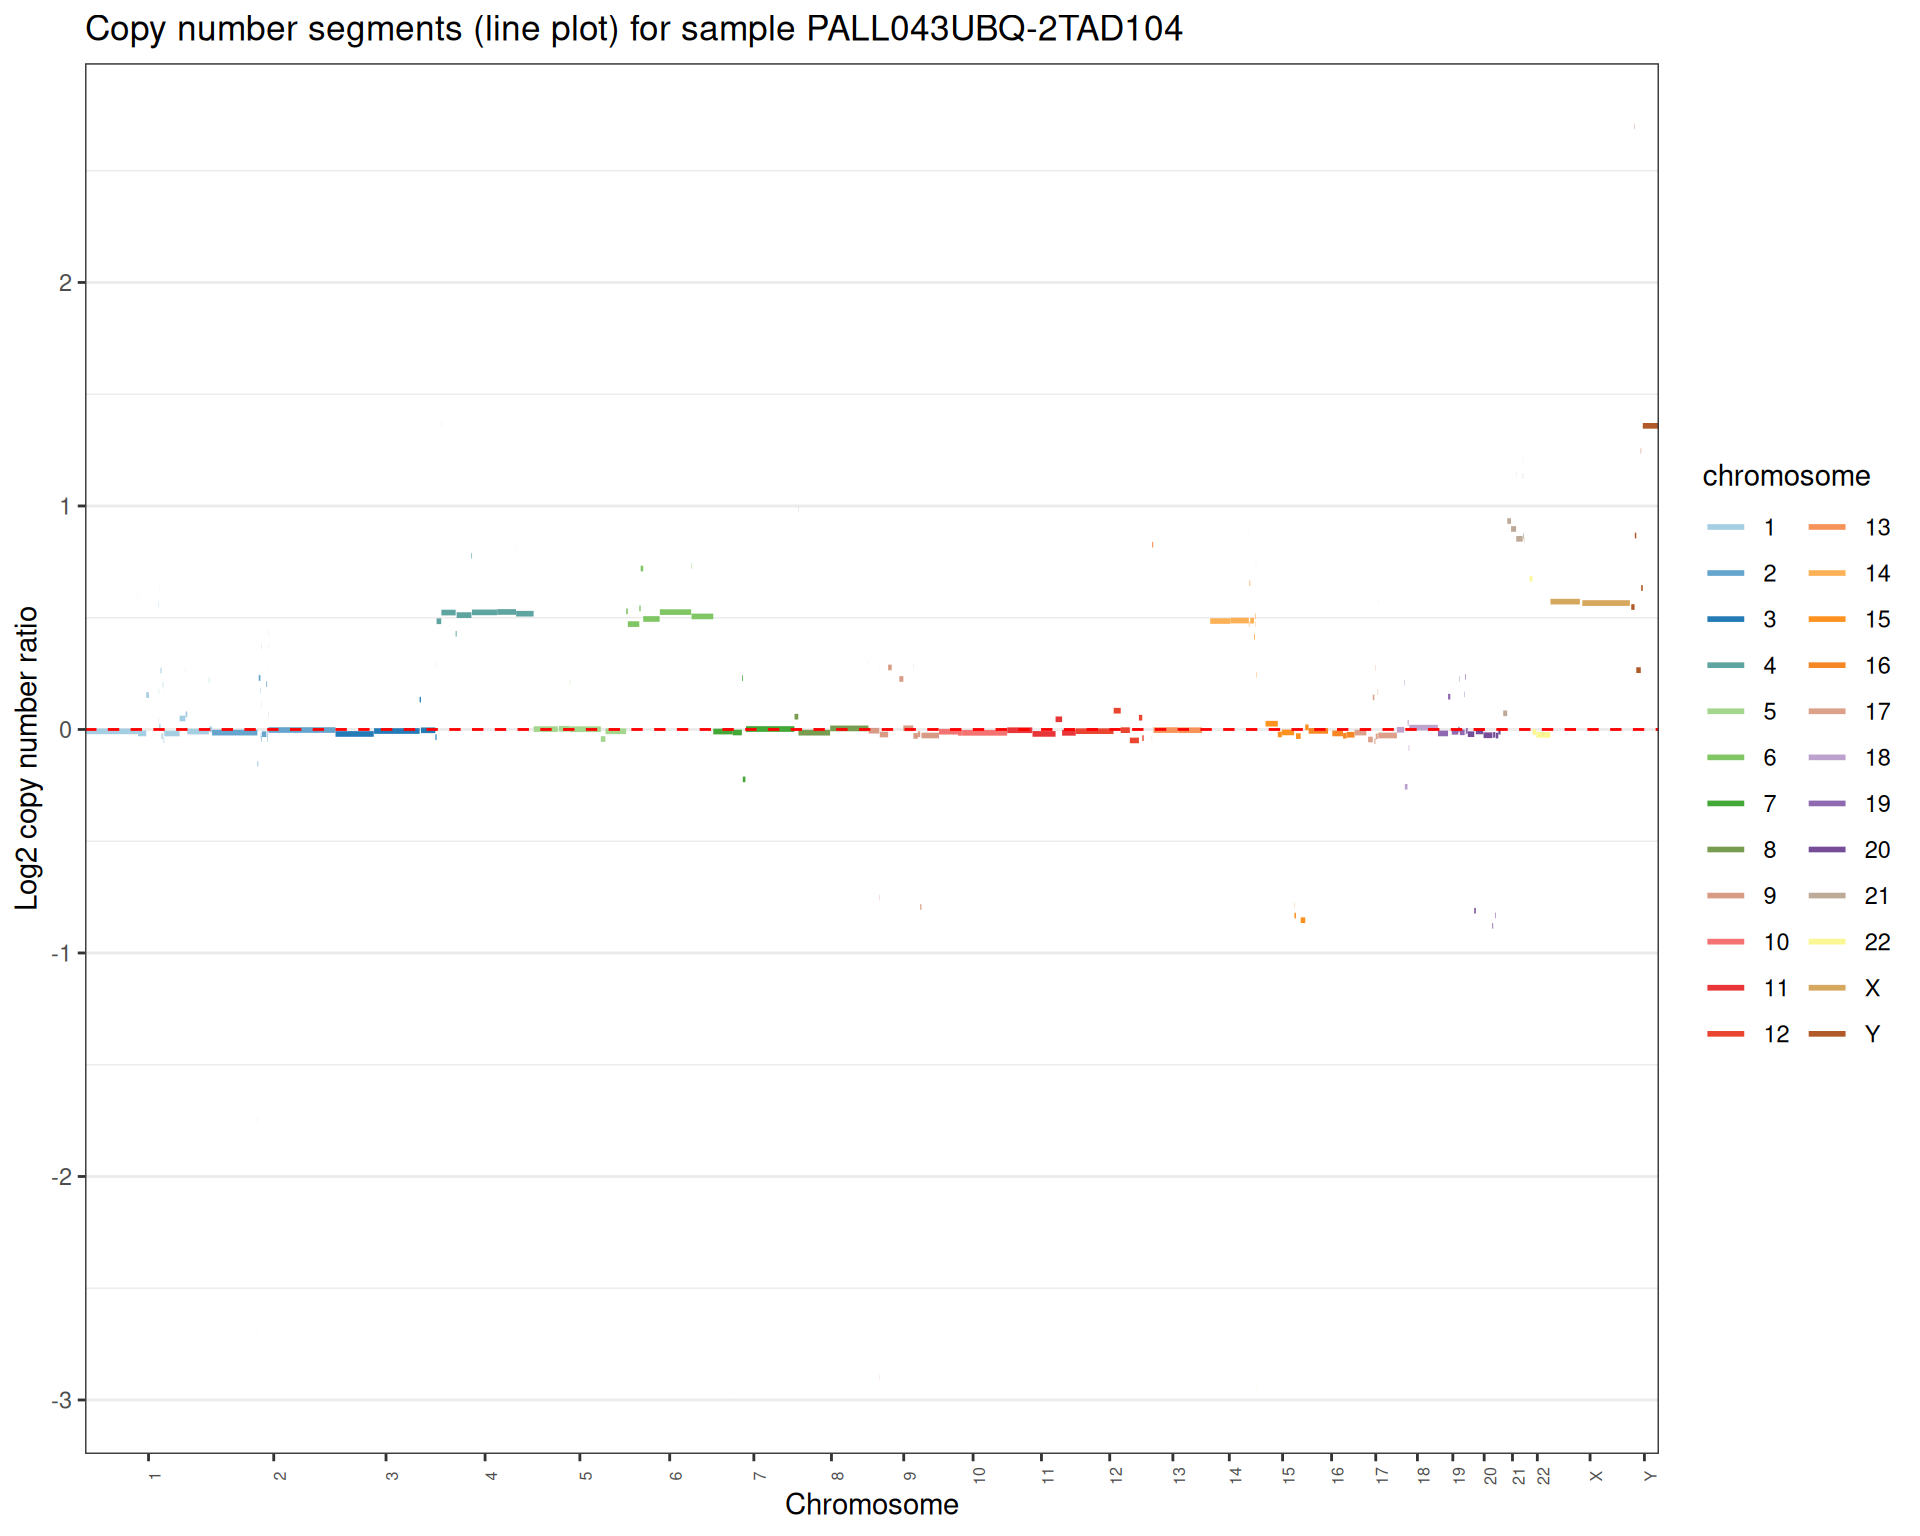 Copy number segments (line plot) for sample PALL043UBQ-2TAD104
Log2 copy number ratio
2
1
0
-1
-2
-3
1 2 3 4 5 6 7 8 9 10 11 12 13 14 15 16 17 18 19 20 21 22 X Y
Chromosome
chromosome
1 13
2 14
3 15
4 16
5 17
6 18
7 19
8 20
9 21
10 22
11 X
12 Y